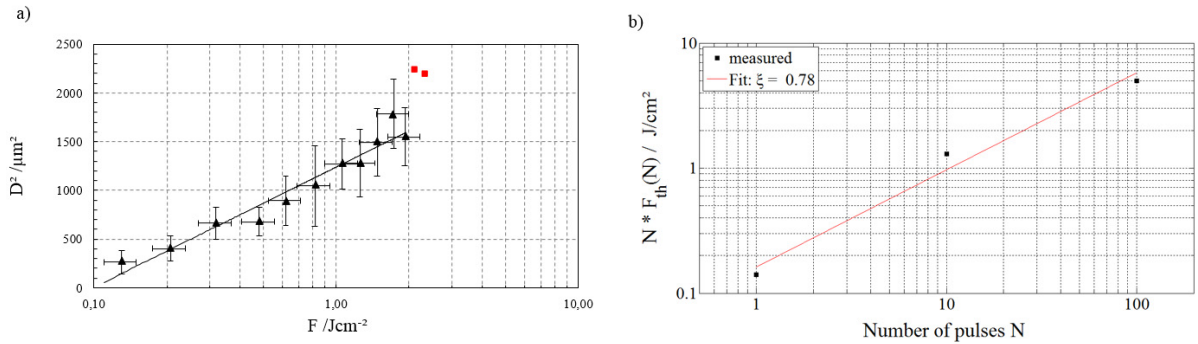 a)
2500
2000
1500
1000
500
0
D² /µm²
0,10
1,00
10,00
F /Jcm⁻²
b)
10
1
0.1
N * F_th(N) / J/cm²
measured
Fit: ξ = 0.78
1
10
100
Number of pulses N